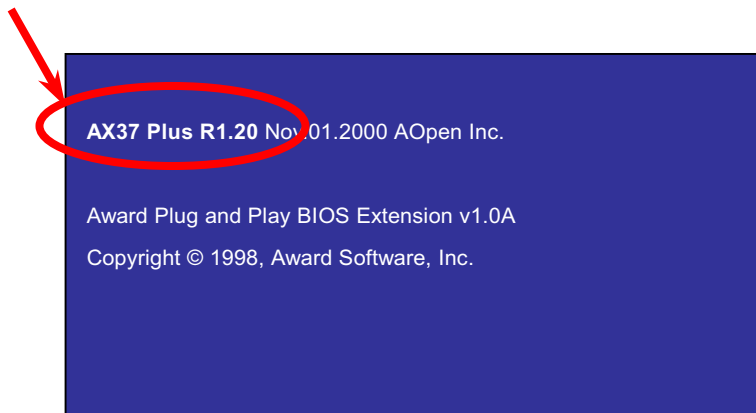 AX37 Plus R1.20 Nov.01.2000 AOpen Inc.
Award Plug and Play BIOS Extension v1.0A
Copyright © 1998, Award Software, Inc.